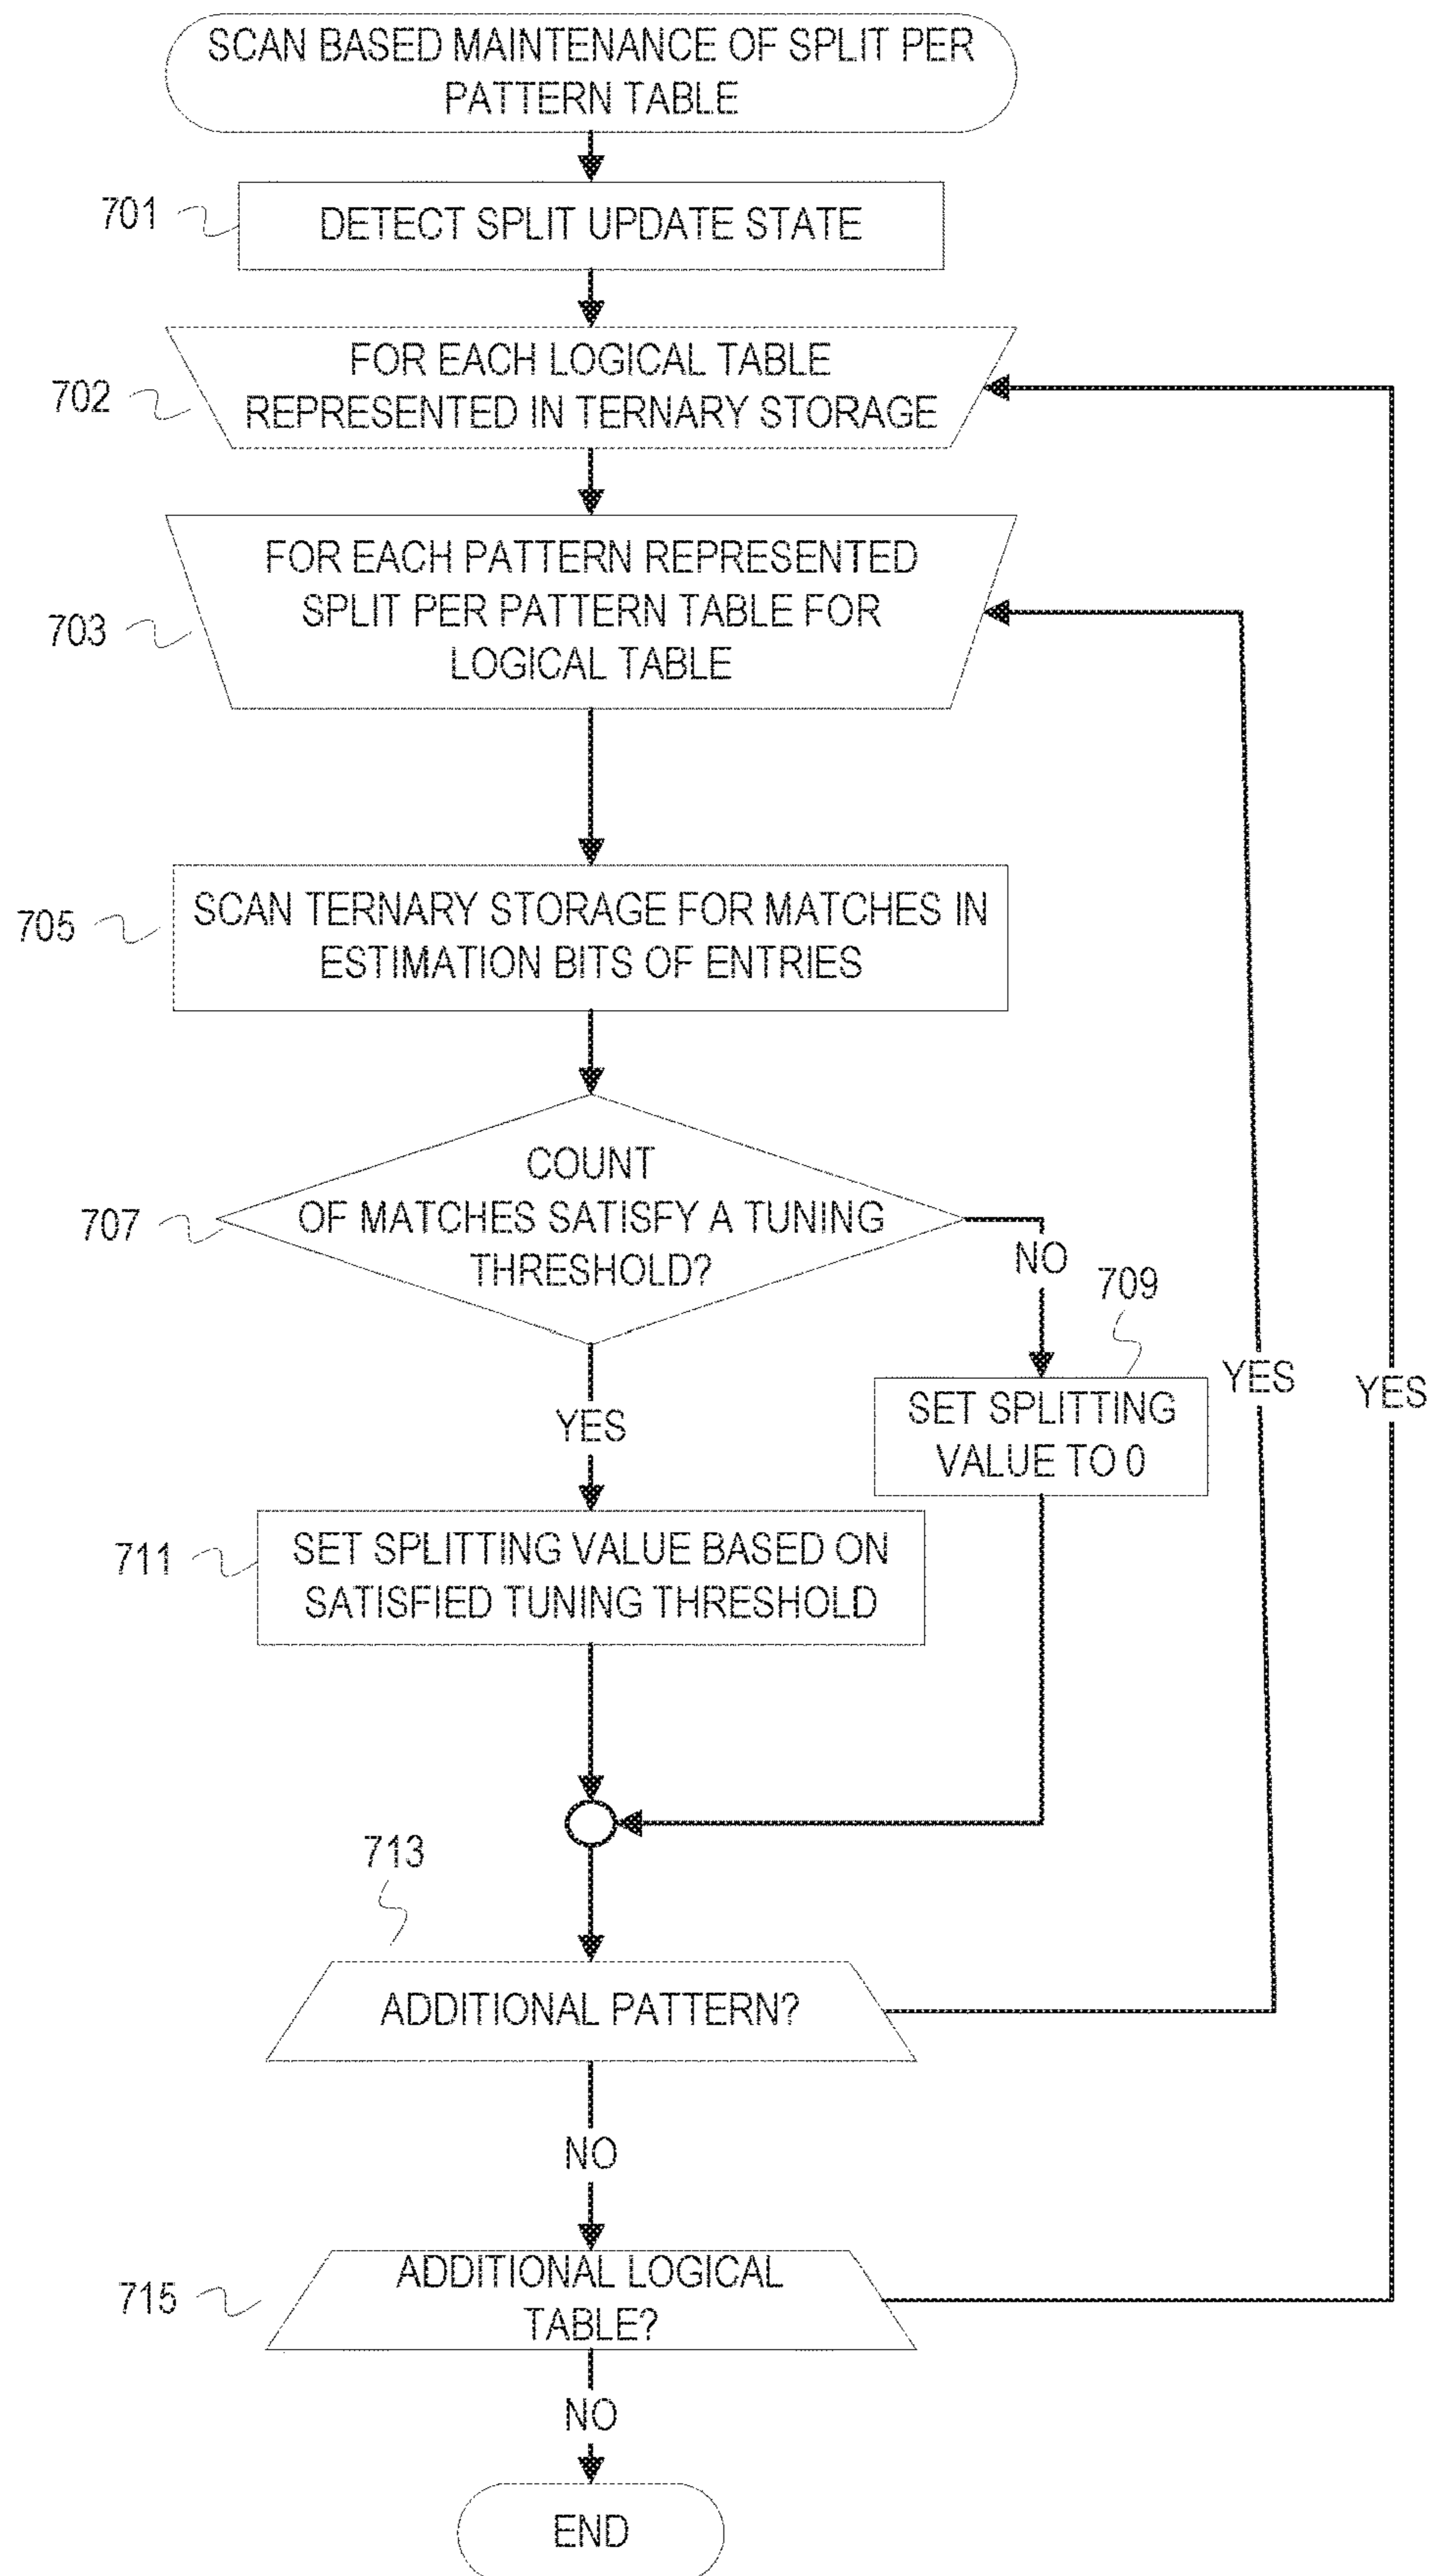 SCAN BASED MAINTENANCE OF SPLIT PER
PATTERN TABLE
701
DETECT SPLIT UPDATE STATE
702
FOR EACH LOGICAL TABLE
REPRESENTED IN TERNARY STORAGE
703
FOR EACH PATTERN REPRESENTED
SPLIT PER PATTERN TABLE FOR
LOGICAL TABLE
705
SCAN TERNARY STORAGE FOR MATCHES IN
ESTIMATION BITS OF ENTRIES
707
COUNT
OF MATCHES SATISFY A TUNING
THRESHOLD?
NO
709
SET SPLITTING
VALUE TO 0
YES
YES
YES
711
SET SPLITTING VALUE BASED ON
SATISFIED TUNING THRESHOLD
713
ADDITIONAL PATTERN?
NO
715
ADDITIONAL LOGICAL
TABLE?
NO
END